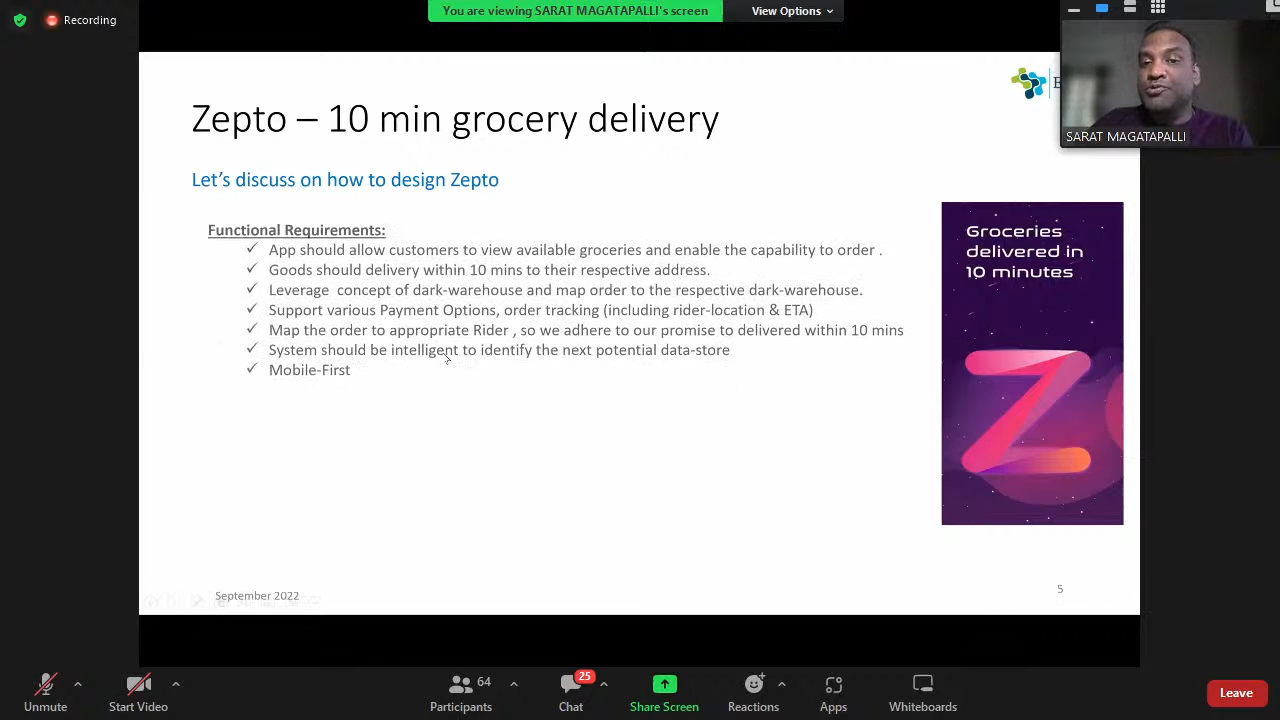 Recording
You are viewing SARAT MAGATAPALLI's screen
View Options
SARAT MAGATAPALLI
Zepto – 10 min grocery delivery
Let's discuss on how to design Zepto
Functional Requirements:
App should allow customers to view available groceries and enable the capability to order .
Goods should delivery within 10 mins to their respective address.
Leverage concept of dark-warehouse and map order to the respective dark-warehouse.
Support various Payment Options, order tracking (including rider-location & ETA)
Map the order to appropriate Rider , so we adhere to our promise to delivered within 10 mins
System should be intelligent to identify the next potential data-store
Mobile-First
Groceries
delivered in
10 minutes
September 2022
5
Unmute
Start Video
64
Participants
25
Chat
Share Screen
Reactions
Apps
Whiteboards
Leave